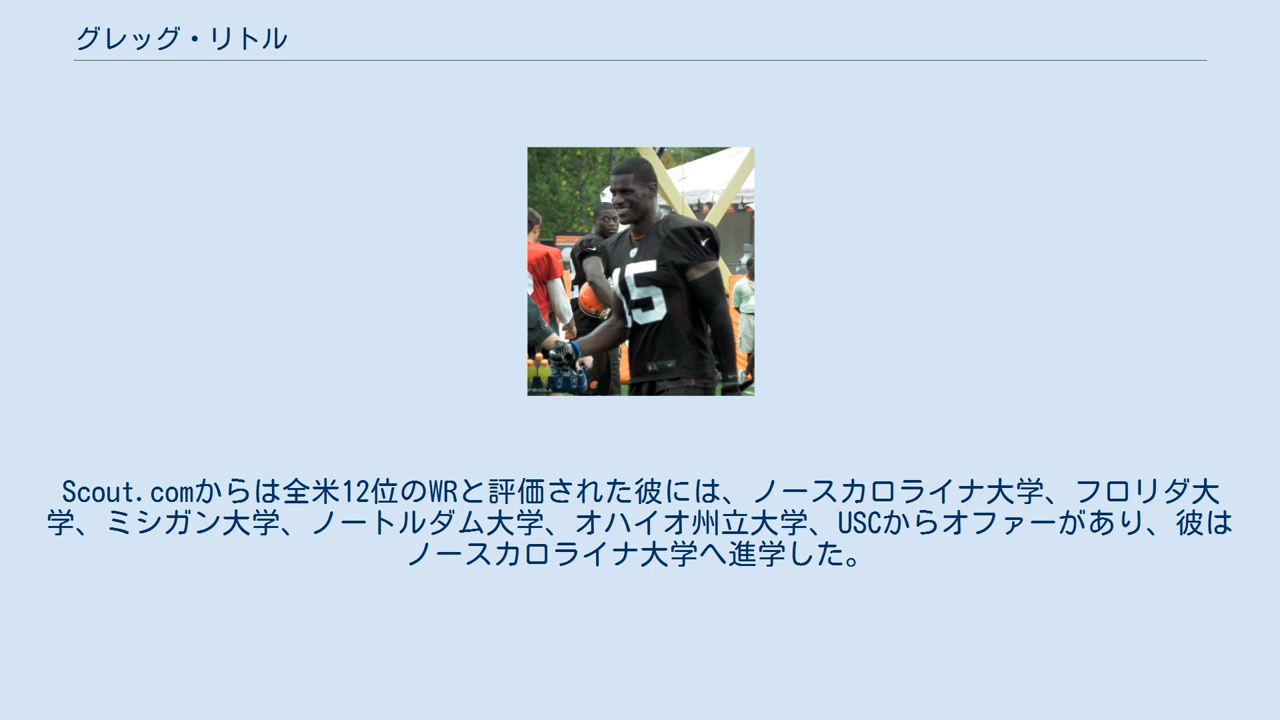 グレッグ・リトル
15
Scout.comからは全米12位のWRと評価された彼には、ノースカロライナ大学、フロリダ大
学、ミシガン大学、ノートルダム大学、オハイオ州立大学、USCからオファーがあり、彼は
ノースカロライナ大学へ進学した。